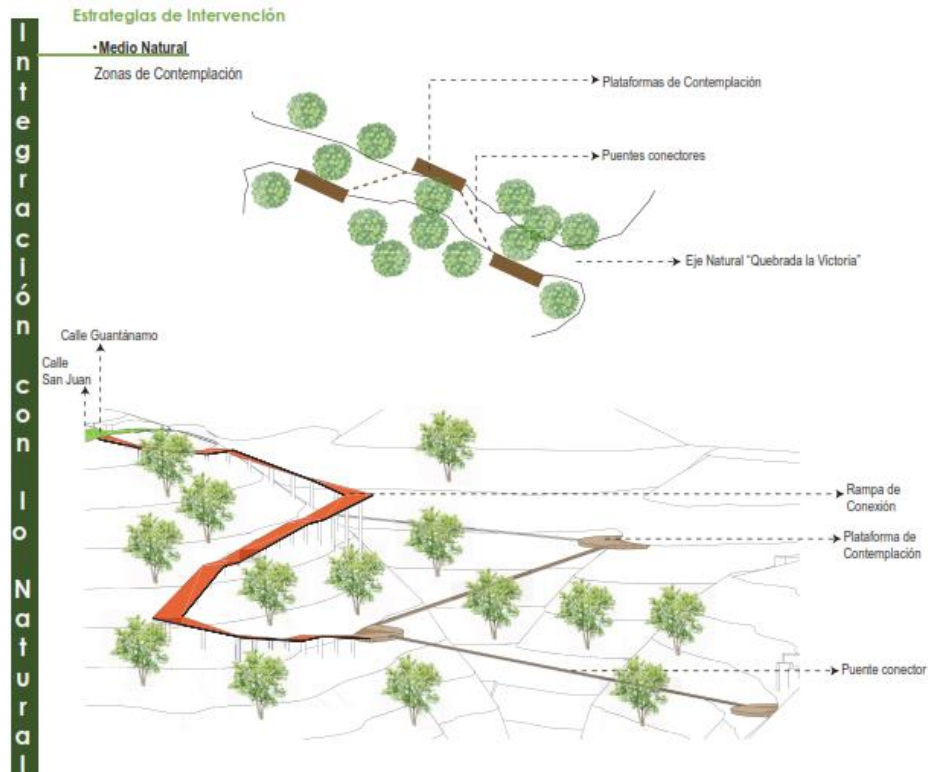 Integración con lo Natural
Estrategias de Intervención
•Medio Natural
Zonas de Contemplación
Plataformas de Contemplación
Puentes conectores
Eje Natural “Quebrada la Victoria”
Calle Guantánamo
Calle
San Juan
Rampa de
Conexión
Plataforma de
Contemplación
Puente conector